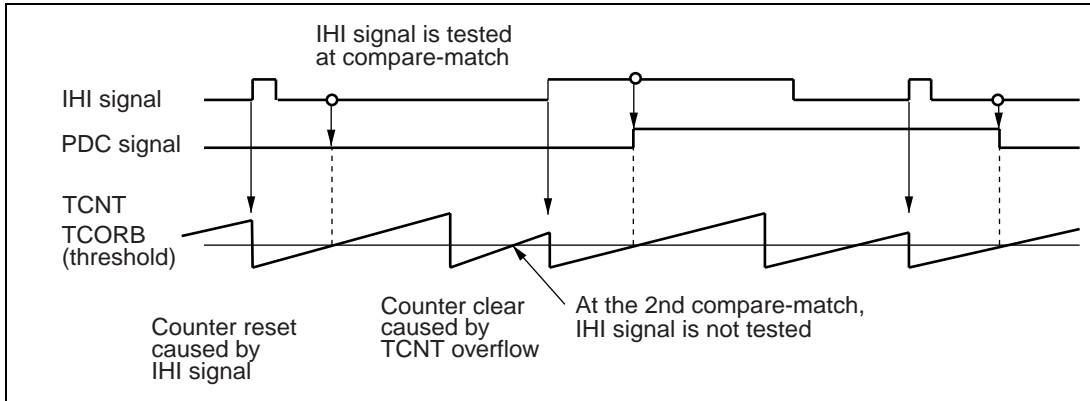 IHI signal is tested
at compare-match
IHI signal
PDC signal
TCNT
TCORB
(threshold)
Counter reset
caused by
IHI signal
Counter clear
caused by
TCNT overflow
At the 2nd compare-match,
IHI signal is not tested